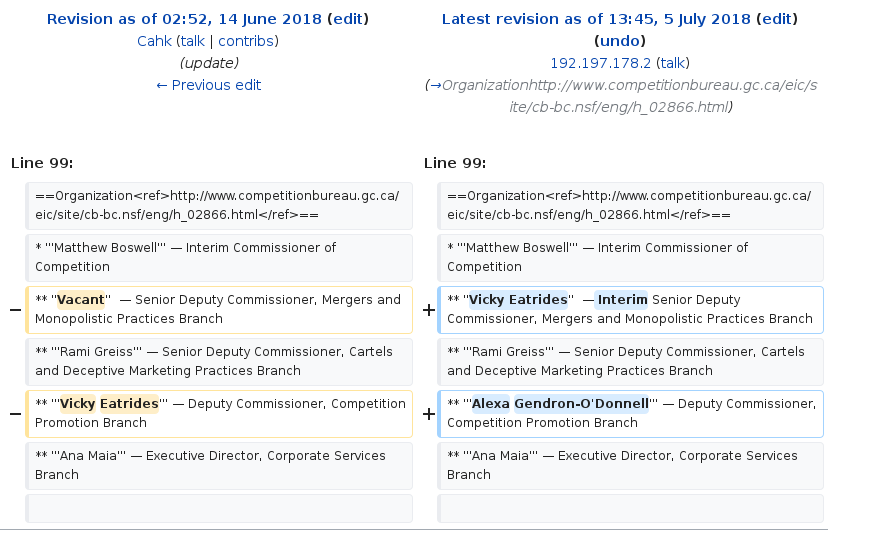 Revision as of 02:52, 14 June 2018 (edit)
Cahk (talk | contribs)
(update)
← Previous edit
Latest revision as of 13:45, 5 July 2018 (edit)
(undo)
192.197.178.2 (talk)
(→Organizationhttp://www.competitionbureau.gc.ca/eic/s
ite/cb-bc.nsf/eng/h_02866.html)
Line 99:
Line 99:
==Organization<ref>http://www.competitionbureau.gc.ca/
eic/site/cb-bc.nsf/eng/h_02866.html</ref>==
==Organization<ref>http://www.competitionbureau.gc.ca/
eic/site/cb-bc.nsf/eng/h_02866.html</ref>==
* '''Matthew Boswell''' — Interim Commissioner of
Competition
* '''Matthew Boswell''' — Interim Commissioner of
Competition
− ** ''Vacant''  — Senior Deputy Commissioner, Mergers and
Monopolistic Practices Branch
+ ** ''Vicky Eatrides''  — Interim Senior Deputy
Commissioner, Mergers and Monopolistic Practices Branch
** '''Rami Greiss''' — Senior Deputy Commissioner, Cartels
and Deceptive Marketing Practices Branch
** '''Rami Greiss''' — Senior Deputy Commissioner, Cartels
and Deceptive Marketing Practices Branch
− ** '''Vicky Eatrides''' — Deputy Commissioner, Competition
Promotion Branch
+ ** '''Alexa Gendron-O'Donnell''' — Deputy Commissioner,
Competition Promotion Branch
** '''Ana Maia''' — Executive Director, Corporate Services
Branch
** '''Ana Maia''' — Executive Director, Corporate Services
Branch